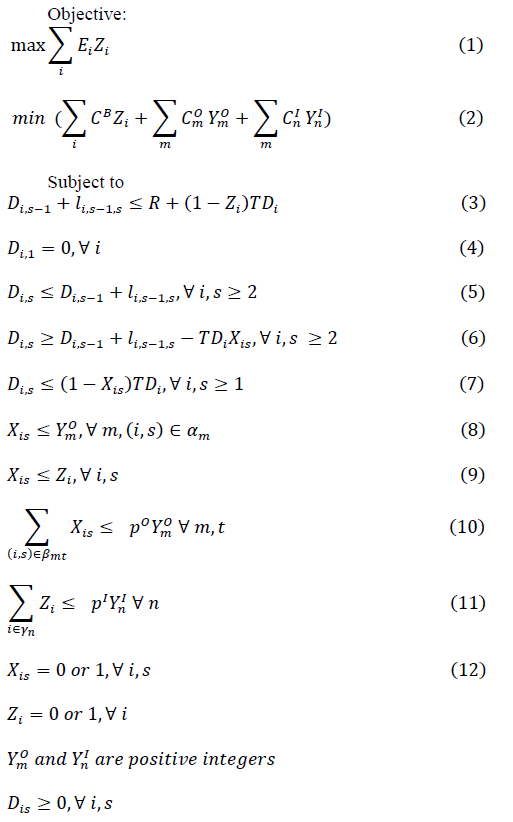 Objective:
max ∑_i E_i Z_i (1)
min (∑_i C^B Z_i + ∑_m C_m^O Y_m^O + ∑_m C_n^I Y_n^I) (2)
Subject to
D_{i,s−1} + l_{i,s−1,s} ≤ R + (1 − Z_i)TD_i (3)
D_{i,1} = 0, ∀ i (4)
D_{i,s} ≤ D_{i,s−1} + l_{i,s−1,s}, ∀ i, s ≥ 2 (5)
D_{i,s} ≥ D_{i,s−1} + l_{i,s−1,s} − TD_i X_{is}, ∀ i, s ≥ 2 (6)
D_{i,s} ≤ (1 − X_{is})TD_i, ∀ i, s ≥ 1 (7)
X_{is} ≤ Y_m^O, ∀ m, (i, s) ∈ α_m (8)
X_{is} ≤ Z_i, ∀ i, s (9)
∑_{(i,s)∈β_{mt}} X_{is} ≤ p^O Y_m^O ∀ m, t (10)
∑_{i∈γ_n} Z_i ≤ p^I Y_n^I ∀ n (11)
X_{is} = 0 or 1, ∀ i, s (12)
Z_i = 0 or 1, ∀ i
Y_m^O and Y_n^I are positive integers
D_{is} ≥ 0, ∀ i, s